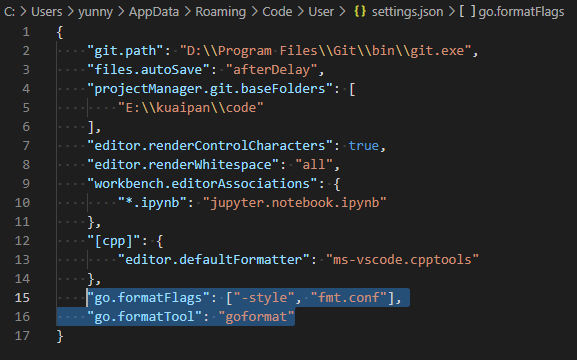 C: > Users > yunny > AppData > Roaming > Code > User > {} settings.json > [ ] go.formatFlags
1 {
2     "git.path": "D:\\Program Files\\Git\\bin\\git.exe",
3     "files.autoSave": "afterDelay",
4     "projectManager.git.baseFolders": [
5         "E:\\kuaipan\\code"
6     ],
7     "editor.renderControlCharacters": true,
8     "editor.renderWhitespace": "all",
9     "workbench.editorAssociations": {
10         "*.ipynb": "jupyter.notebook.ipynb"
11     },
12     "[cpp]": {
13         "editor.defaultFormatter": "ms-vscode.cpptools"
14     },
15     "go.formatFlags": ["-style", "fmt.conf"],
16     "go.formatTool": "goformat"
17 }